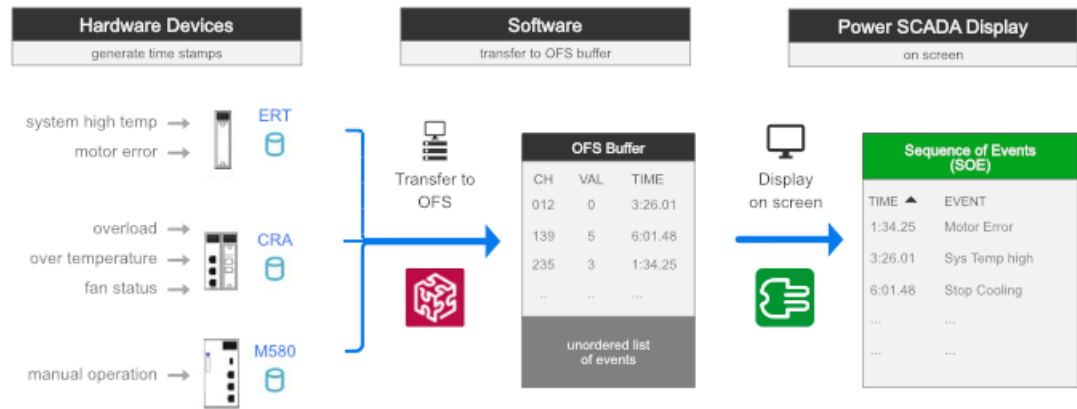 Hardware Devices
generate time stamps
Software
transfer to OFS buffer
Power SCADA Display
on screen
system high temp
motor error
ERT
overload
over temperature
fan status
CRA
manual operation
M580
Transfer to
OFS
OFS Buffer
CH VAL TIME
012 0 3:26.01
139 5 6:01.48
235 3 1:34.25
.. .. ...
unordered list
of events
Display
on screen
Sequence of Events
(SOE)
TIME EVENT
1:34.25 Motor Error
3:26.01 Sys Temp high
6:01.48 Stop Cooling
... ...
... ...